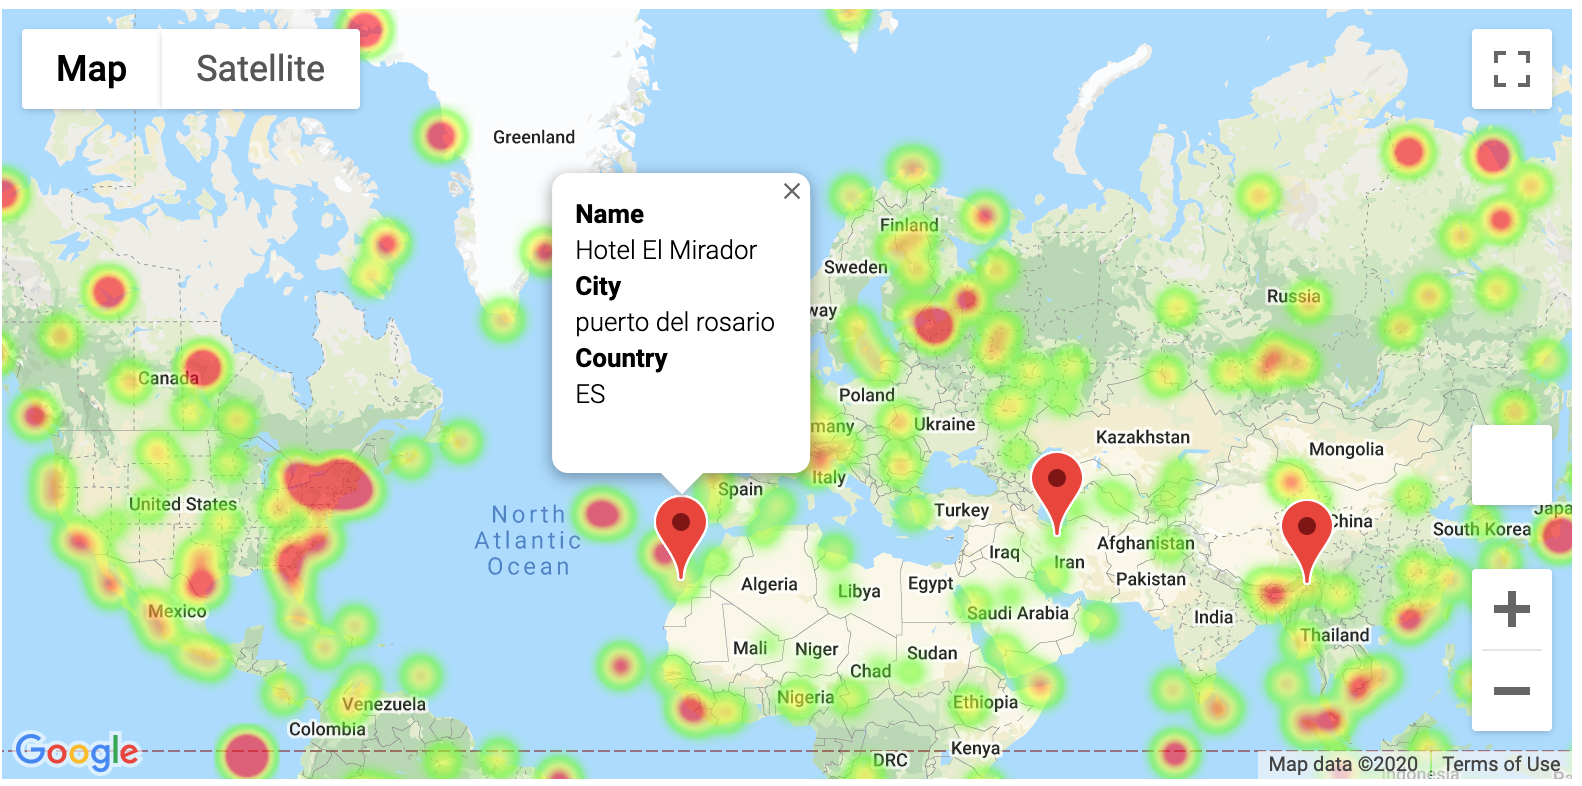 Map
Satellite
Greenland
Name
Hotel El Mirador
City
puerto del rosario
Country
ES
Finland
Sweden
way
Russia
Canada
Poland
many
Ukraine
Kazakhstan
Mongolia
Italy
United States
Spain
North
Atlantic
Ocean
Turkey
China
Japa
South Korea
Iraq
Iran
Afghanistan
Pakistan
Algeria
Libya
Egypt
Mexico
Saudi Arabia
India
Thailand
Mali
Niger
Chad
Sudan
Nigeria
Ethiopia
Venezuela
Colombia
Kenya
DRC
Indonesia
Google
Map data ©2020
Terms of Use